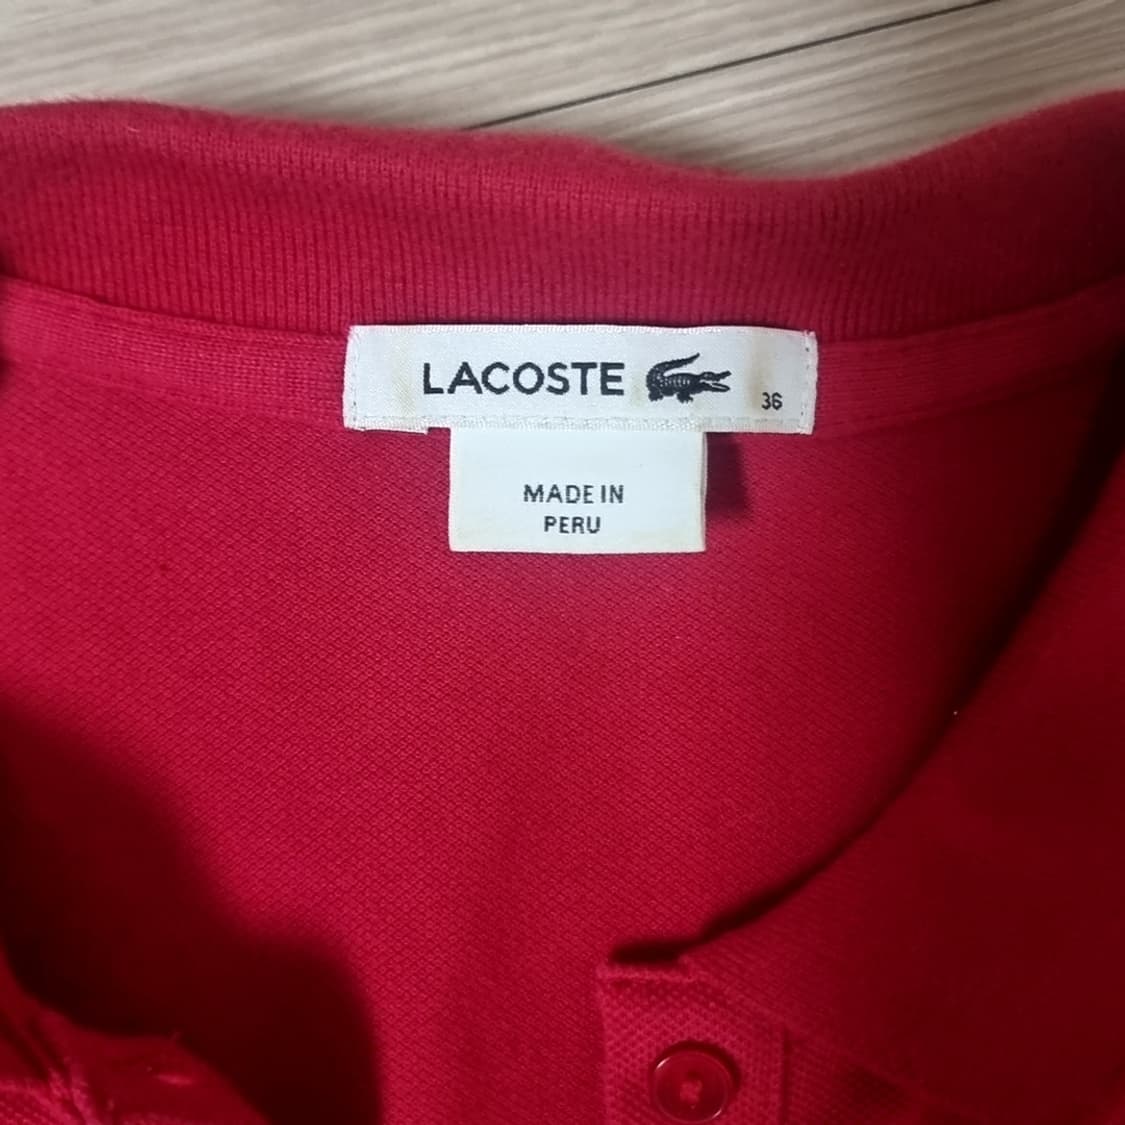 LACOSTE
36
MADE IN
PERU